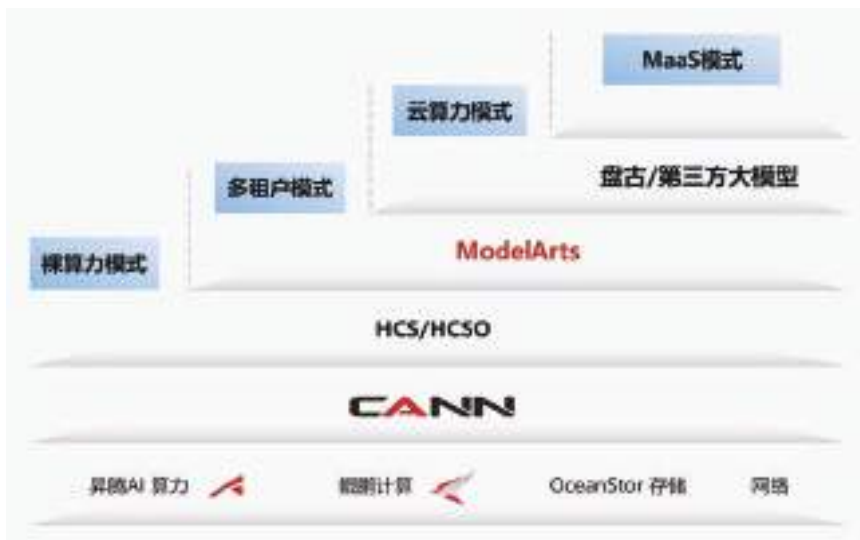 MaaS模式
云算力模式
盘古/第三方大模型
多租户模式
ModelArts
裸算力模式
HCS/HCSO
CANN
昇腾AI 算力
鲲鹏计算
OceanStor 存储
网络